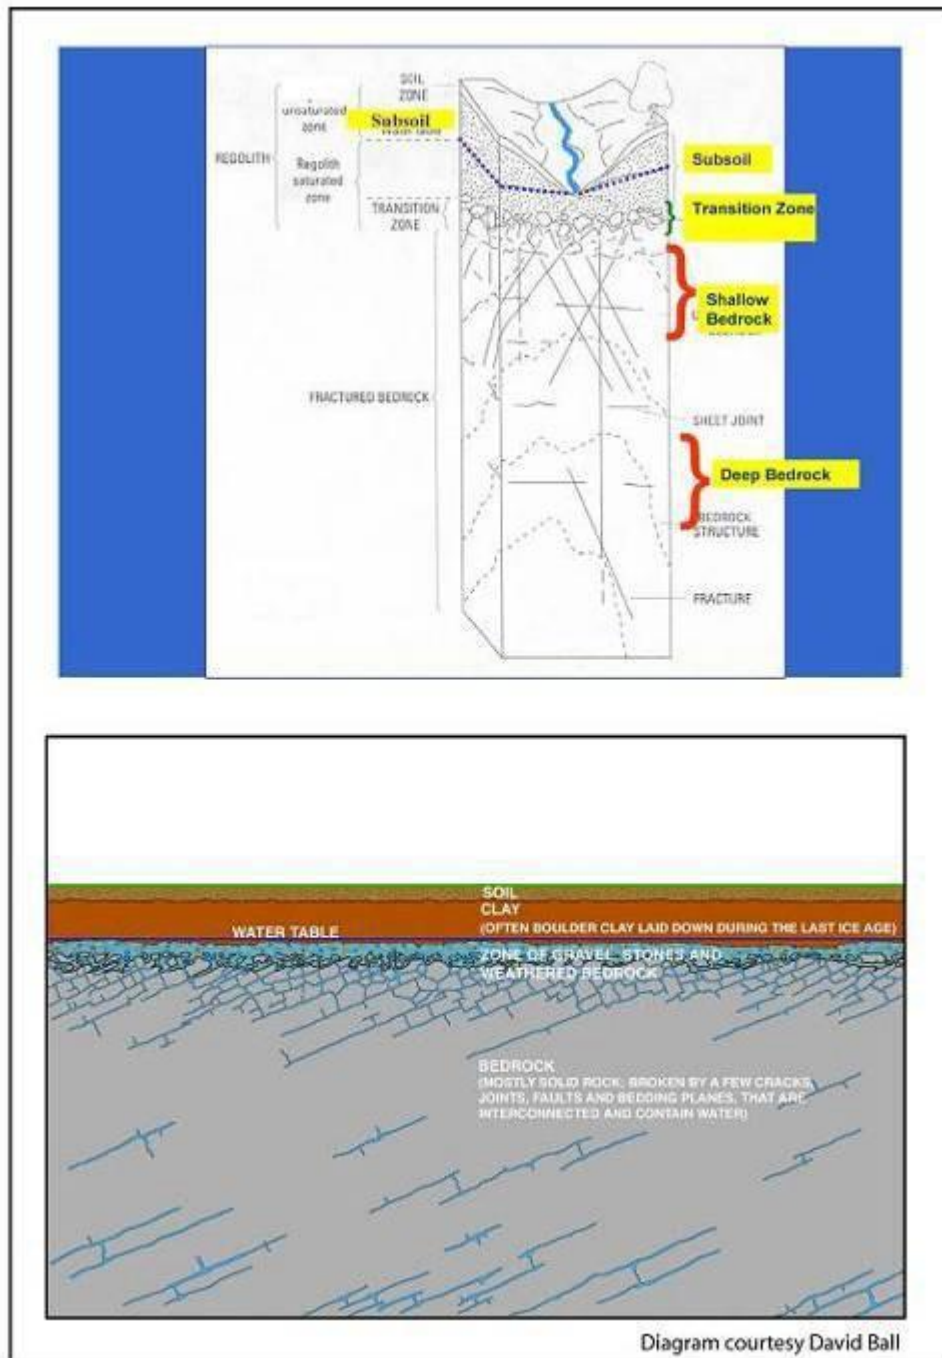 SOIL
ZONE
unsaturated
zone
Subsoil
REGOLITH
Regolith
saturated
zone
Subsoil
TRANSITION
ZONE
Transition Zone
Shallow
Bedrock
FRACTURED BEDROCK
SHEET JOINT
Deep Bedrock
BEDROCK
STRUCTURE
FRACTURE
SOIL
CLAY
(OFTEN BOULDER CLAY LAID DOWN DURING THE LAST ICE AGE)
WATER TABLE
ZONE OF GRAVEL, STONES AND
WEATHERED BEDROCK
BEDROCK
(MOSTLY SOLID ROCK, BROKEN BY A FEW CRACKS,
JOINTS, FAULTS AND BEDDING PLANES, THAT ARE
INTERCONNECTED AND CONTAIN WATER)
Diagram courtesy David Ball